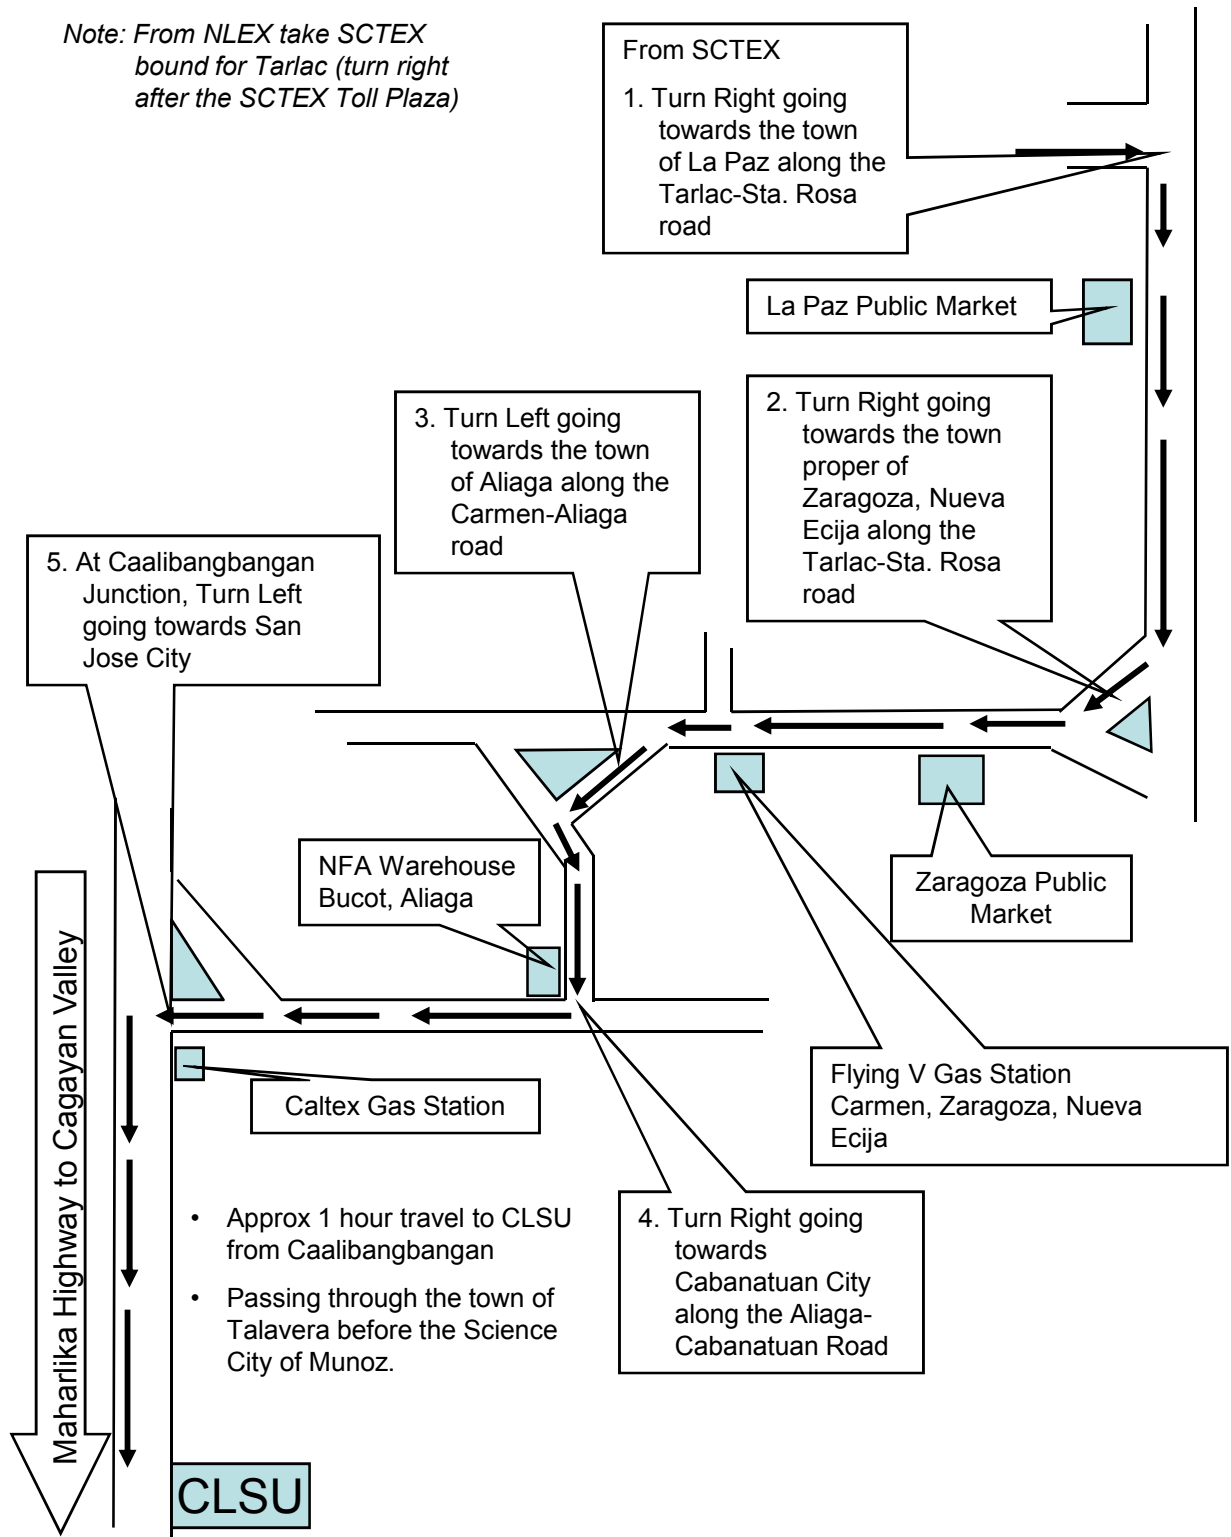 Note: From NLEX take SCTEX
bound for Tarlac (turn right
after the SCTEX Toll Plaza)
From SCTEX
1. Turn Right going
towards the town
of La Paz along the
Tarlac-Sta. Rosa
road
La Paz Public Market
2. Turn Right going
towards the town
proper of
Zaragoza, Nueva
Ecija along the
Tarlac-Sta. Rosa
road
3. Turn Left going
towards the town
of Aliaga along the
Carmen-Aliaga
road
5. At Caalibangbangan
Junction, Turn Left
going towards San
Jose City
NFA Warehouse
Bucot, Aliaga
Zaragoza Public
Market
Flying V Gas Station
Carmen, Zaragoza, Nueva
Ecija
Caltex Gas Station
4. Turn Right going
towards
Cabanatuan City
along the Aliaga-
Cabanatuan Road
Maharlika Highway to Cagayan Valley
• Approx 1 hour travel to CLSU
from Caalibangbangan
• Passing through the town of
Talavera before the Science
City of Munoz.
CLSU